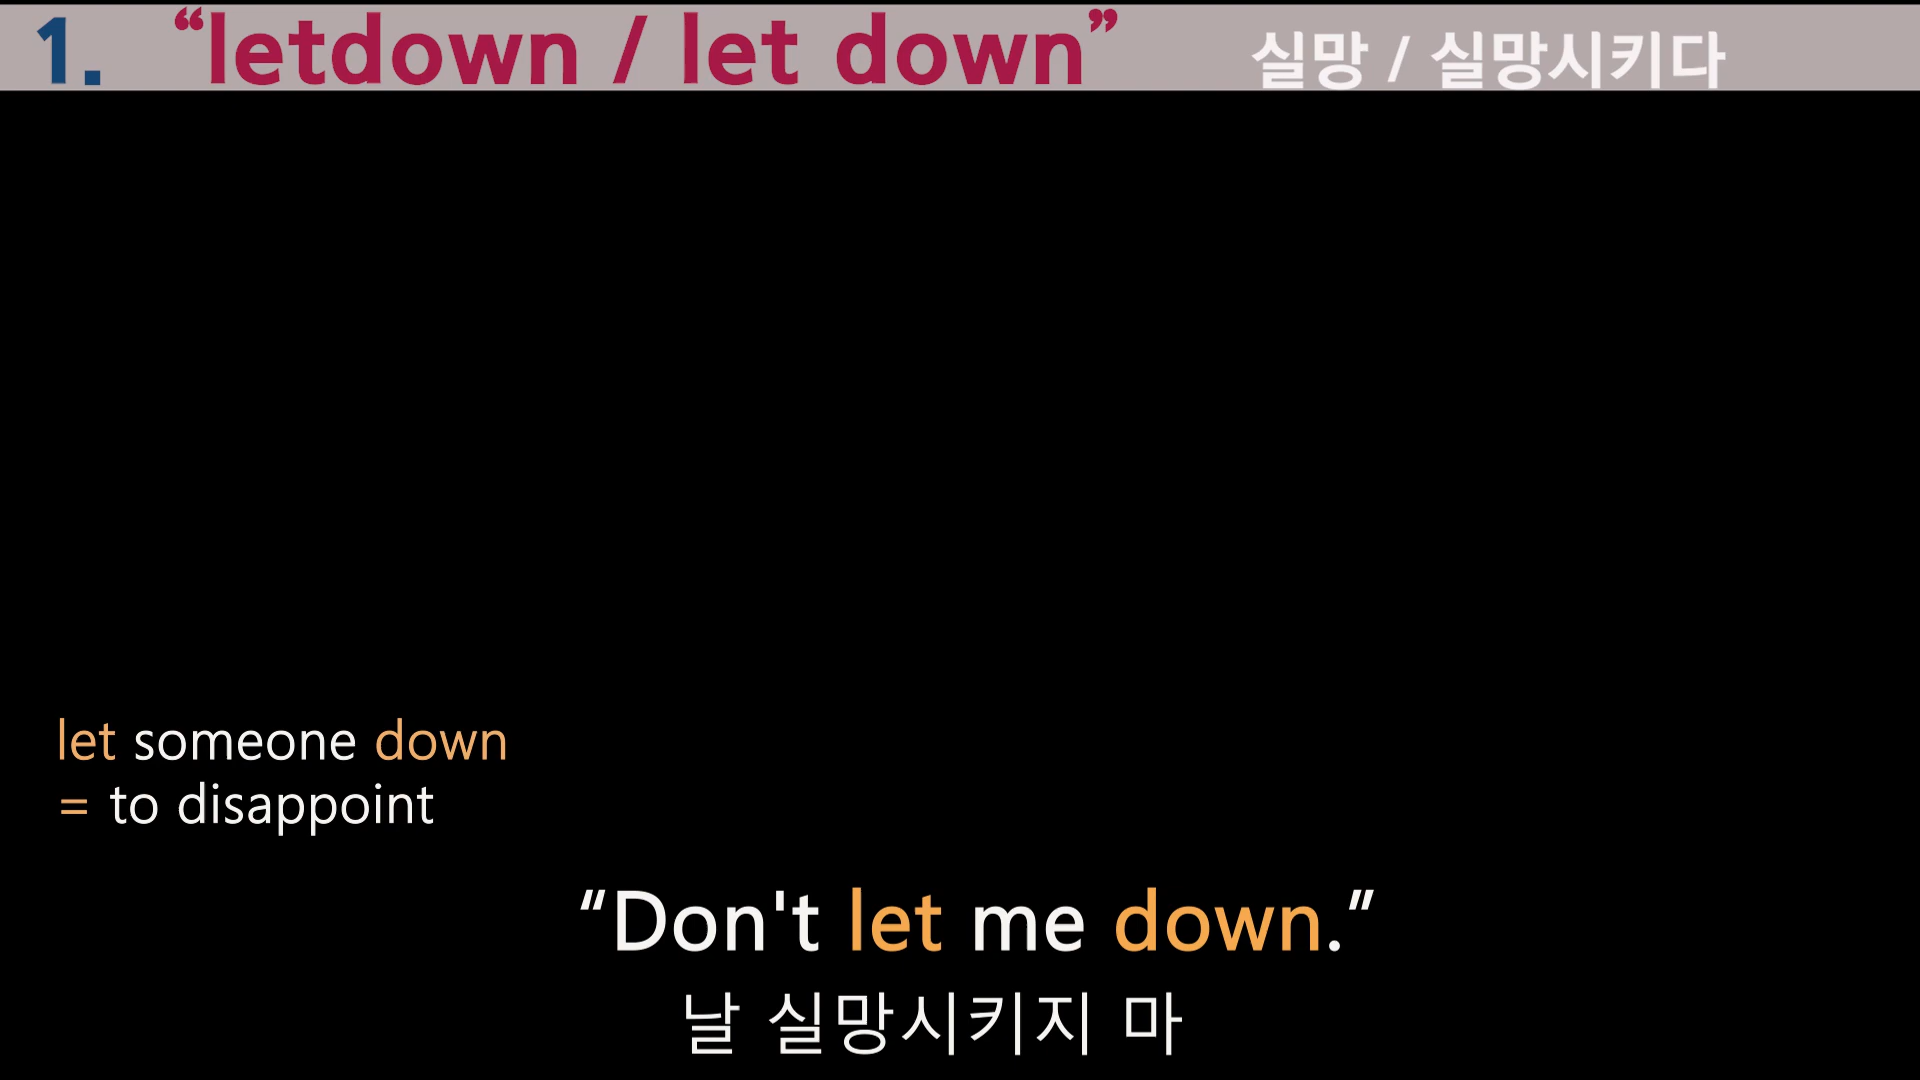 1. “letdown / let down” 실망 / 실망시키다
let someone down
= to disappoint
“Don't let me down.”
날 실망시키지 마